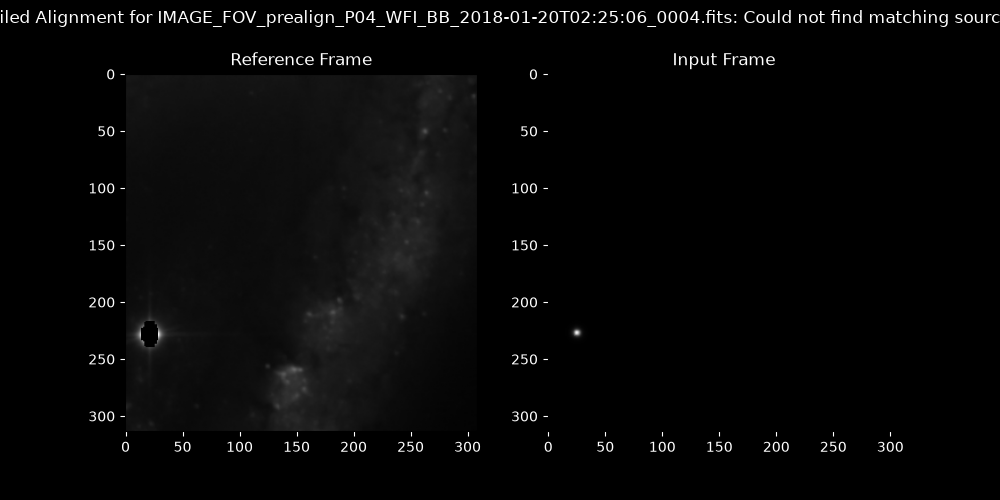 iled Alignment for IMAGE_FOV_prealign_P04_WFI_BB_2018-01-20T02:25:06_0004.fits: Could not find matching sourc
Reference Frame
Input Frame
0
50
100
150
200
250
300
0 50 100 150 200 250 300
0
50
100
150
200
250
300
0 50 100 150 200 250 300